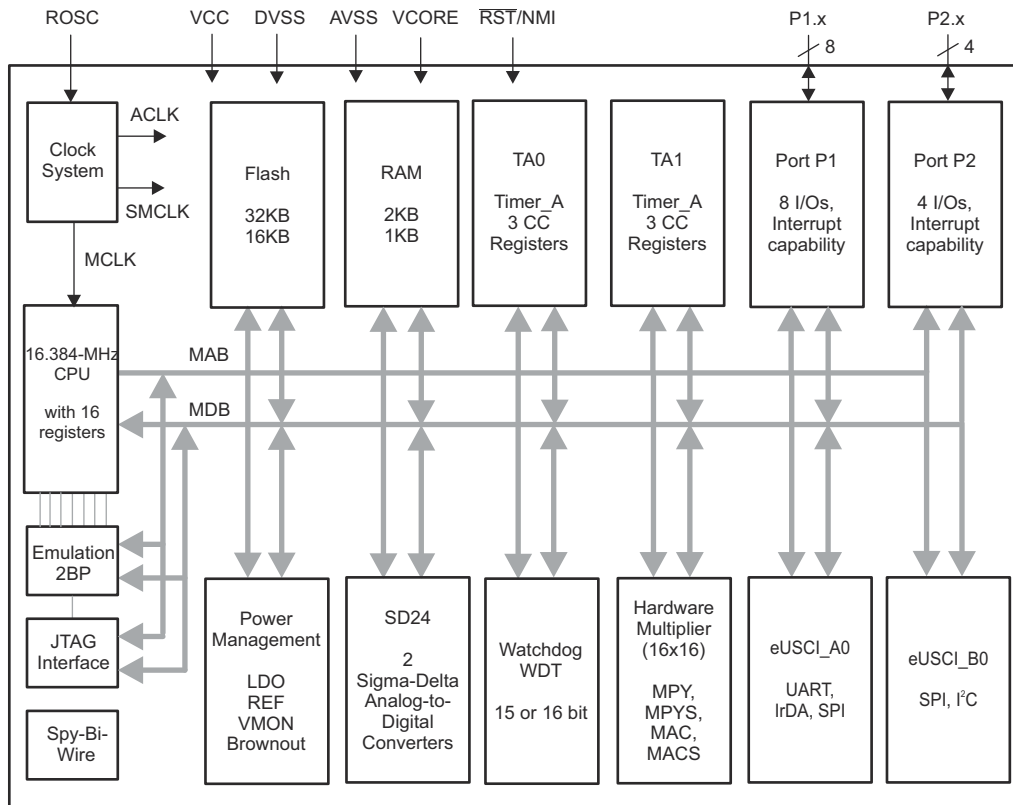 ROSC
VCC
DVSS
AVSS
VCORE
RST/NMI
P1.x
P2.x
8
4
Clock
System
ACLK
SMCLK
MCLK
Flash
32KB
16KB
RAM
2KB
1KB
TA0
Timer_A
3 CC
Registers
TA1
Timer_A
3 CC
Registers
Port P1
8 I/Os,
Interrupt
capability
Port P2
4 I/Os,
Interrupt
capability
16.384-MHz
CPU
with 16
registers
MAB
MDB
Emulation
2BP
JTAG
Interface
Spy-Bi-
Wire
Power
Management
LDO
REF
VMON
Brownout
SD24
2
Sigma-Delta
Analog-to-
Digital
Converters
Watchdog
WDT
15 or 16 bit
Hardware
Multiplier
(16x16)
MPY,
MPYS,
MAC,
MACS
eUSCI_A0
UART,
IrDA, SPI
eUSCI_B0
SPI, I²C